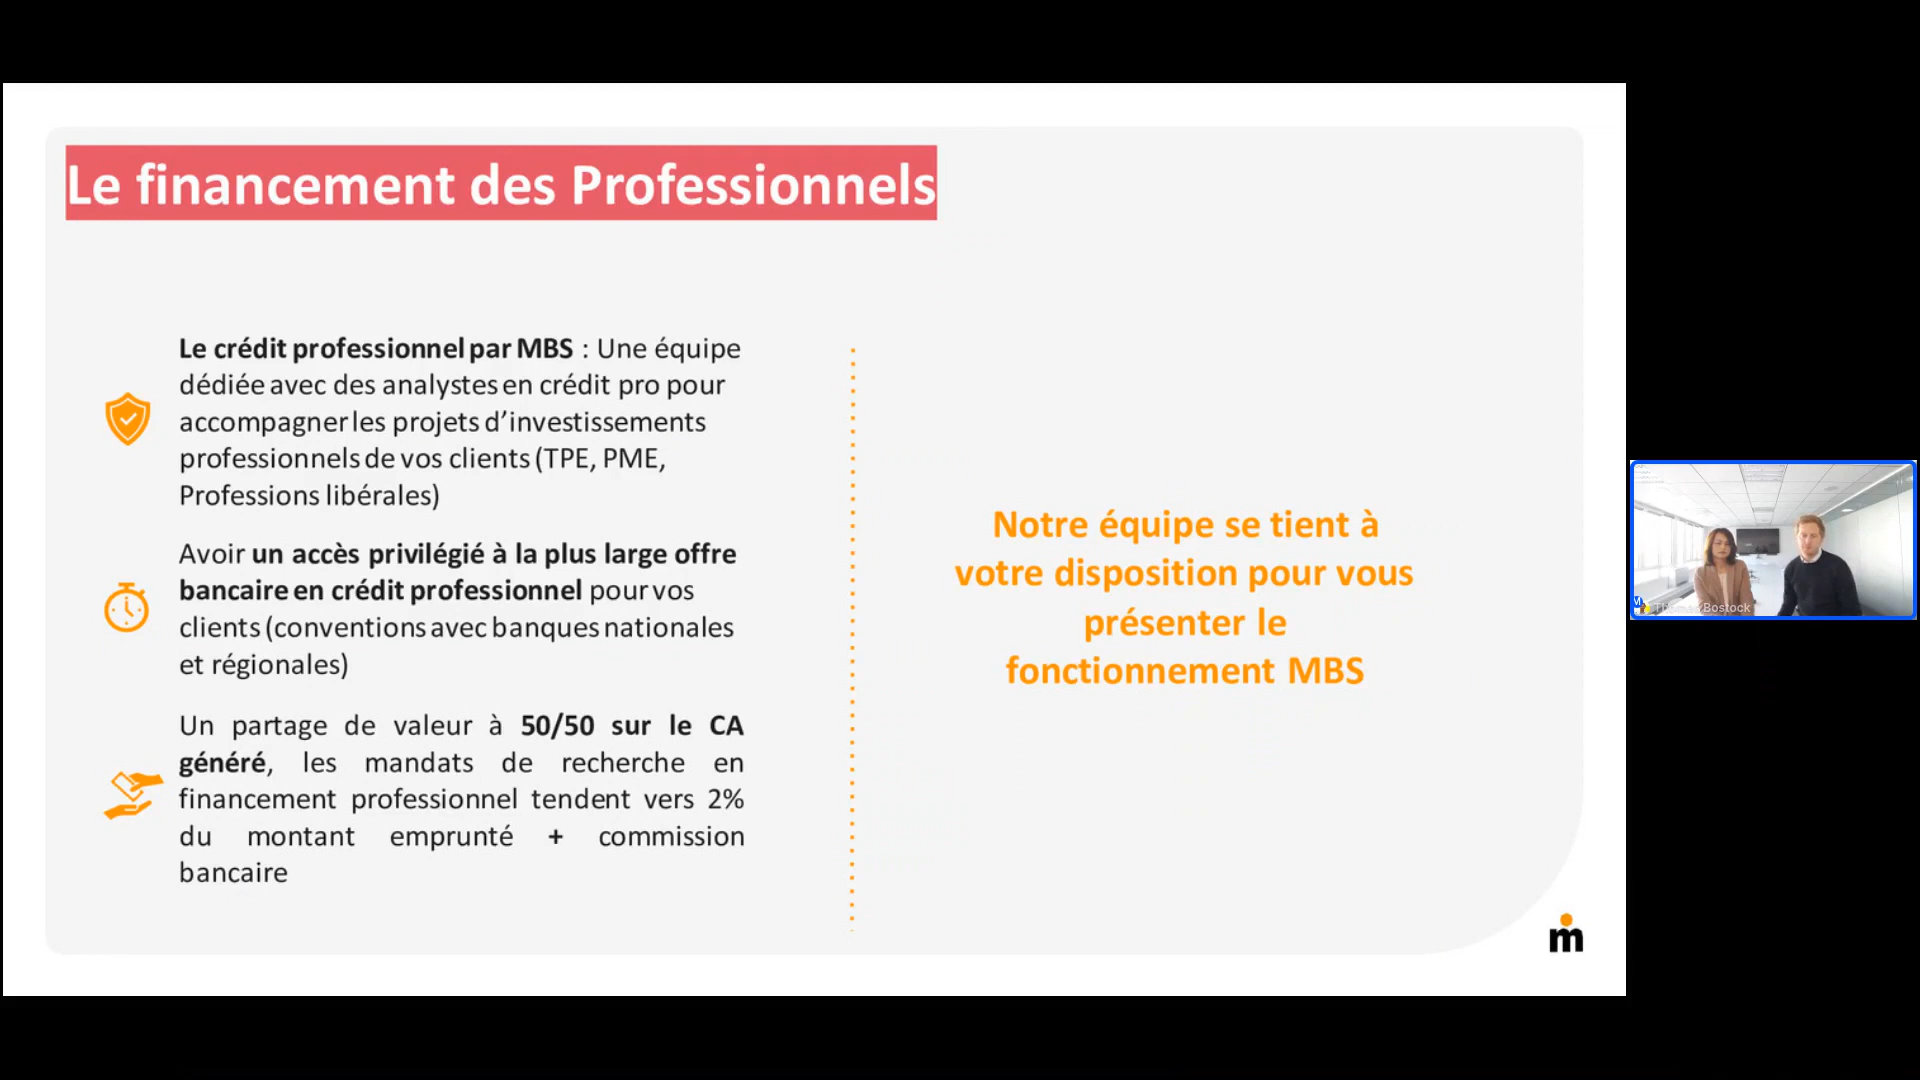 Le financement des Professionnels
Le crédit professionnel par MBS : Une équipe
dédiée avec des analystes en crédit pro pour
accompagner les projets d’investissements
professionnels de vos clients (TPE, PME,
Professions libérales)
Avoir un accès privilégié à la plus large offre
bancaire en crédit professionnel pour vos
clients (conventions avec banques nationales
et régionales)
Un partage de valeur à 50/50 sur le CA
généré, les mandats de recherche en
financement professionnel tendent vers 2%
du montant emprunté + commission
bancaire
Notre équipe se tient à
votre disposition pour vous
présenter le
fonctionnement MBS
m
Bostock